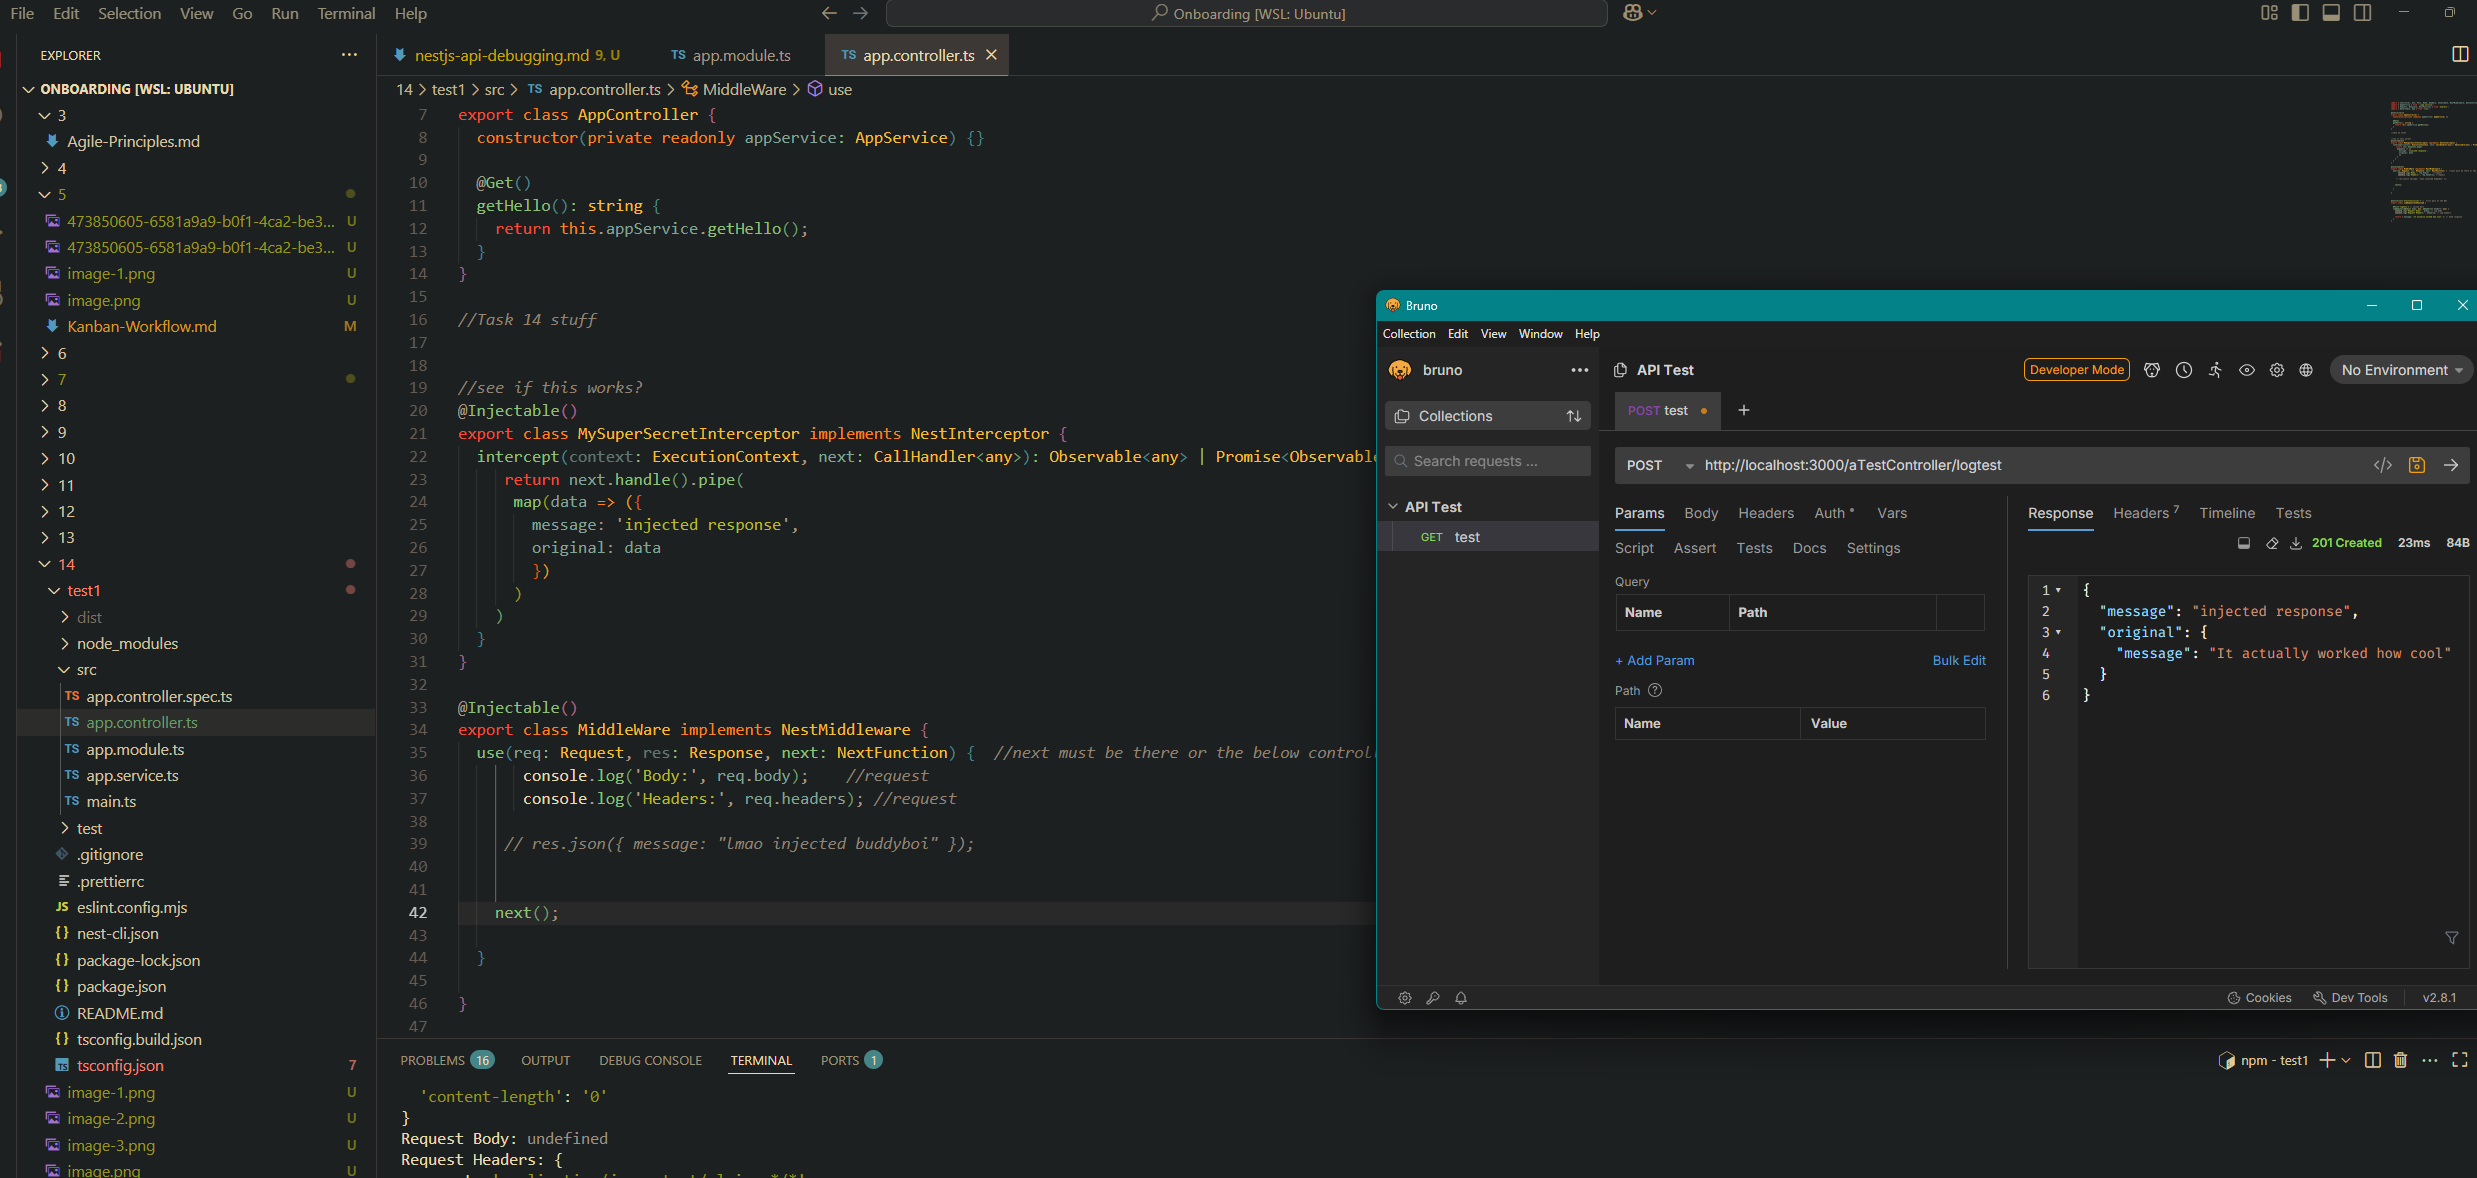 File Edit Selection View Go Run Terminal Help
Onboarding [WSL: Ubuntu]
EXPLORER
ONBOARDING [WSL: UBUNTU]
3
Agile-Principles.md
4
5
473850605-6581a9a9-b0f1-4ca2-be3... U
473850605-6581a9a9-b0f1-4ca2-be3... U
image-1.png U
image.png U
Kanban-Workflow.md M
6
7
8
9
10
11
12
13
14
test1
dist
node_modules
src
TS app.controller.spec.ts
TS app.controller.ts
TS app.module.ts
TS app.service.ts
TS main.ts
test
.gitignore
.prettierrc
JS eslint.config.mjs
{} nest-cli.json
{} package-lock.json
{} package.json
README.md
{} tsconfig.build.json
TS tsconfig.json 7
image-1.png U
image-2.png U
image-3.png U
image.png U
nestjs-api-debugging.md 9, U
TS app.module.ts
TS app.controller.ts
14 > test1 > src > TS app.controller.ts > MiddleWare > use
7 export class AppController {
8 constructor(private readonly appService: AppService) {}
9
10 @Get()
11 getHello(): string {
12 return this.appService.getHello();
13 }
14 }
15
16 //Task 14 stuff
17
18
19 //see if this works?
20 @Injectable()
21 export class MySuperSecretInterceptor implements NestInterceptor {
22 intercept(context: ExecutionContext, next: CallHandler<any>): Observable<any> | Promise<Observabl
23 return next.handle().pipe(
24 map(data => ({
25 message: 'injected response',
26 original: data
27 })
28 )
29 )
30 }
31 }
32
33 @Injectable()
34 export class MiddleWare implements NestMiddleware {
35 use(req: Request, res: Response, next: NextFunction) { //next must be there or the below control
36 console.log('Body:', req.body); //request
37 console.log('Headers:', req.headers); //request
38
39 // res.json({ message: "lmao injected buddyboi" });
40
41
42 next();
43
44 }
45
46 }
47
PROBLEMS 16 OUTPUT DEBUG CONSOLE TERMINAL PORTS 1
npm - test1
'content-length': '0'
}
Request Body: undefined
Request Headers: {
Bruno
Collection Edit View Window Help
bruno
Collections
Search requests ...
API Test
GET test
API Test
Developer Mode
No Environment
POST test
+
POST http://localhost:3000/aTestController/logtest
Params Body Headers Auth Vars
Script Assert Tests Docs Settings
Query
Name Path
+ Add Param Bulk Edit
Path
Name Value
Response Headers 7 Timeline Tests
201 Created 23ms 84B
1 {
2 "message": "injected response",
3 "original": {
4 "message": "It actually worked how cool"
5 }
6 }
Cookies Dev Tools v2.8.1